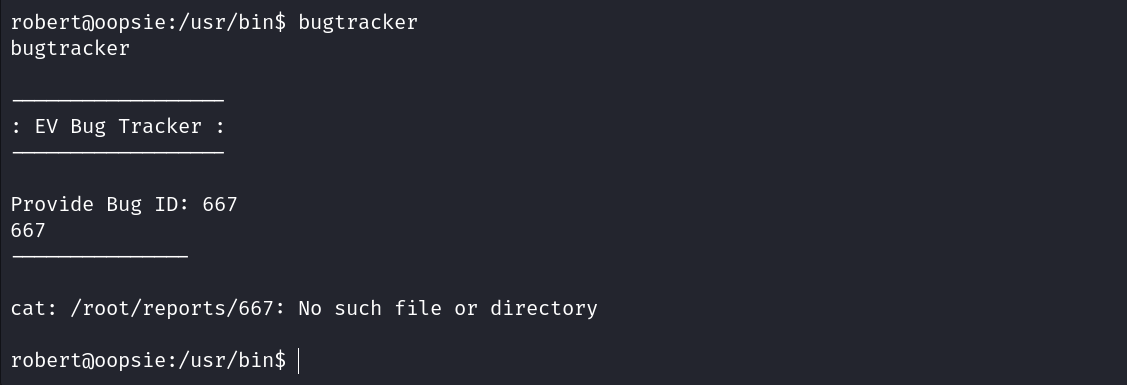 robert@oopsie:/usr/bin$ bugtracker
bugtracker
------------------
: EV Bug Tracker :
------------------
Provide Bug ID: 667
667
---------------
cat: /root/reports/667: No such file or directory
robert@oopsie:/usr/bin$